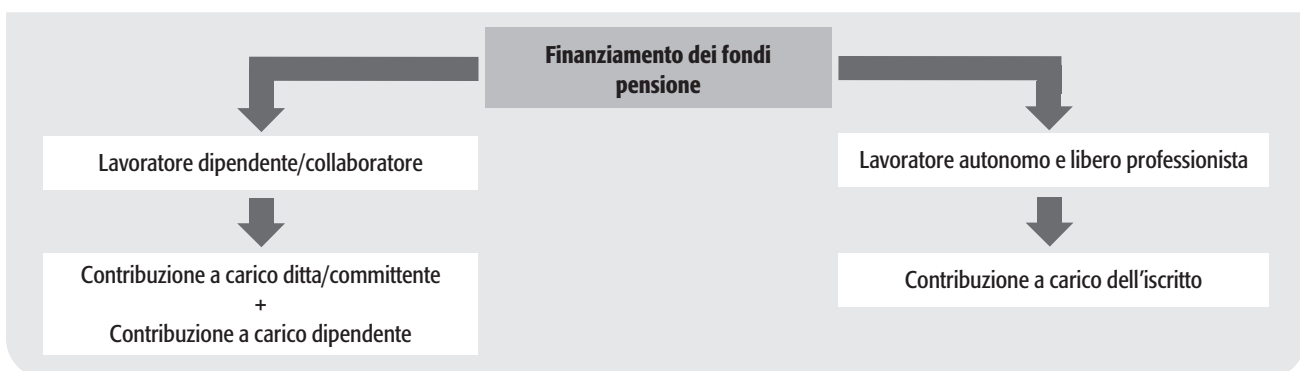 Finanziamento dei fondi
pensione
Lavoratore dipendente/collaboratore
Lavoratore autonomo e libero professionista
Contribuzione a carico ditta/committente
+
Contribuzione a carico dipendente
Contribuzione a carico dell'iscritto